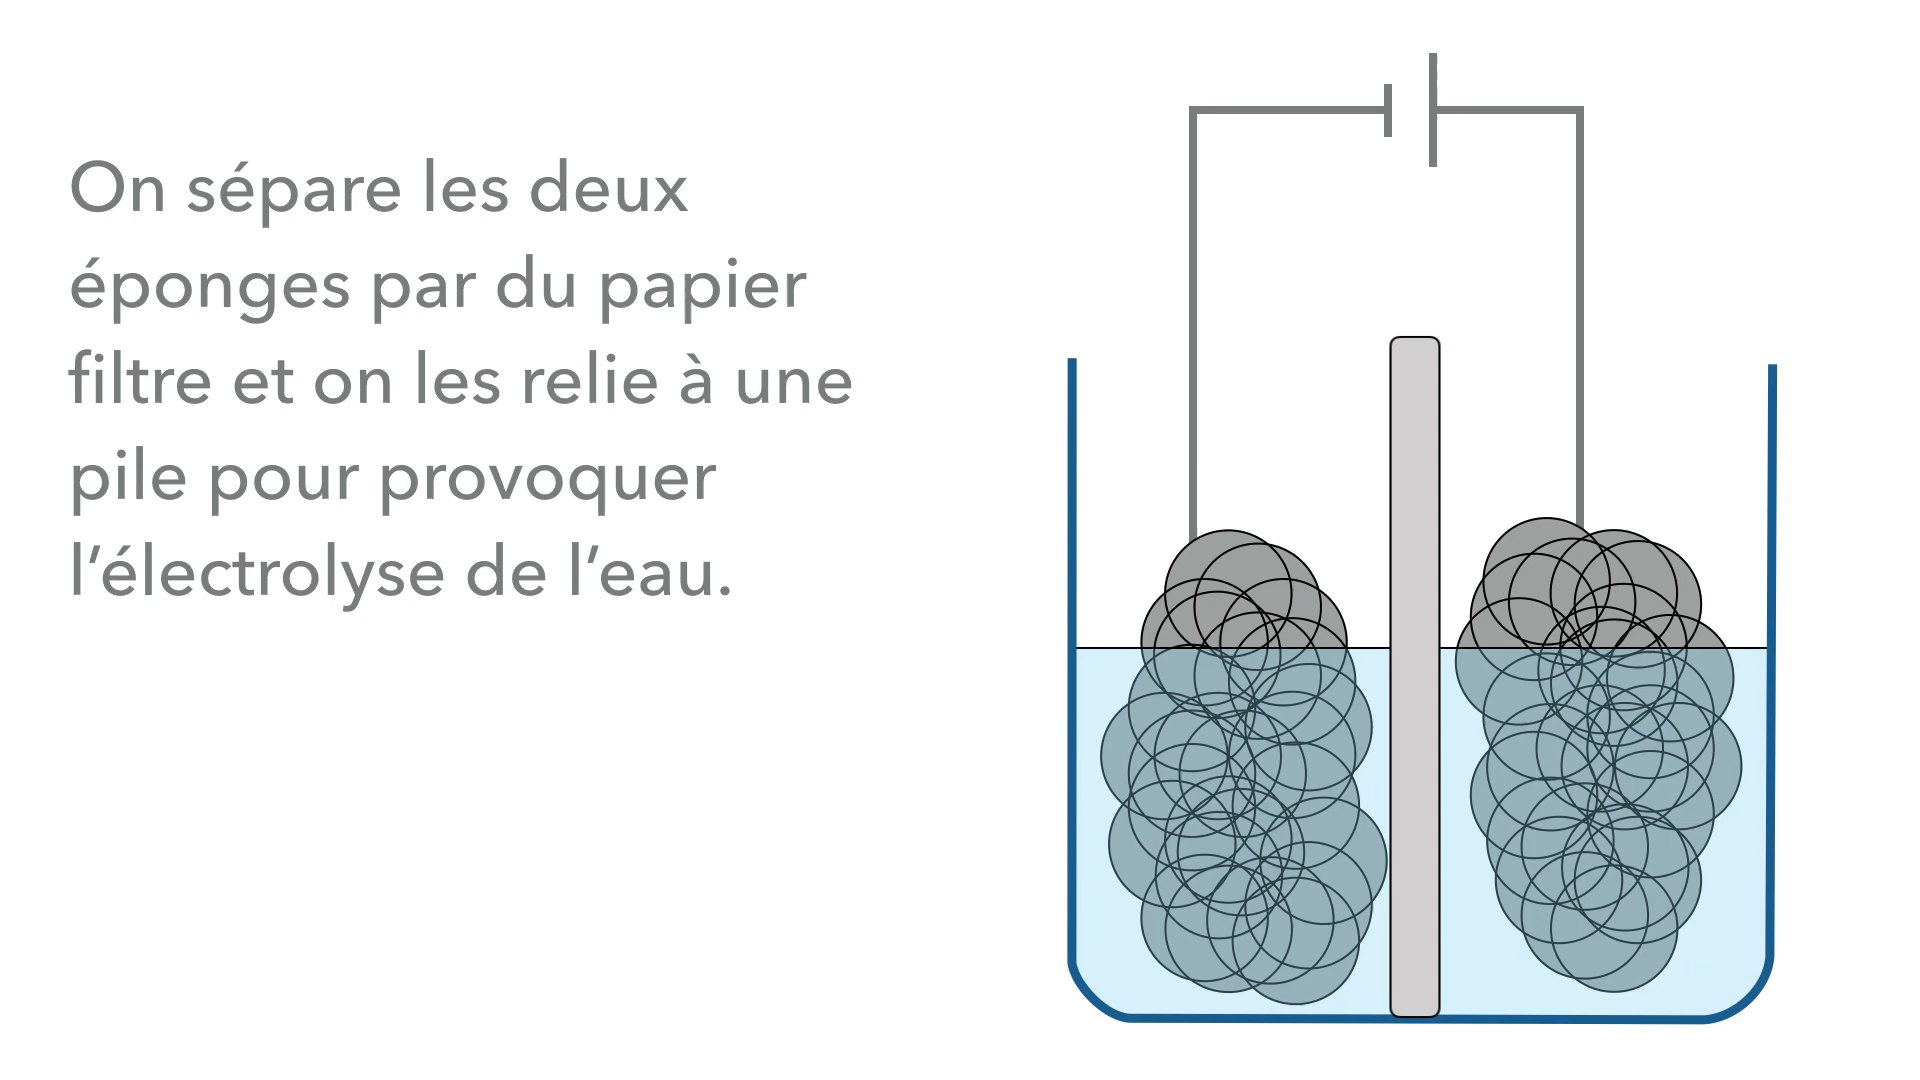 On sépare les deux
éponges par du papier
filtre et on les relie à une
pile pour provoquer
l’électrolyse de l’eau.